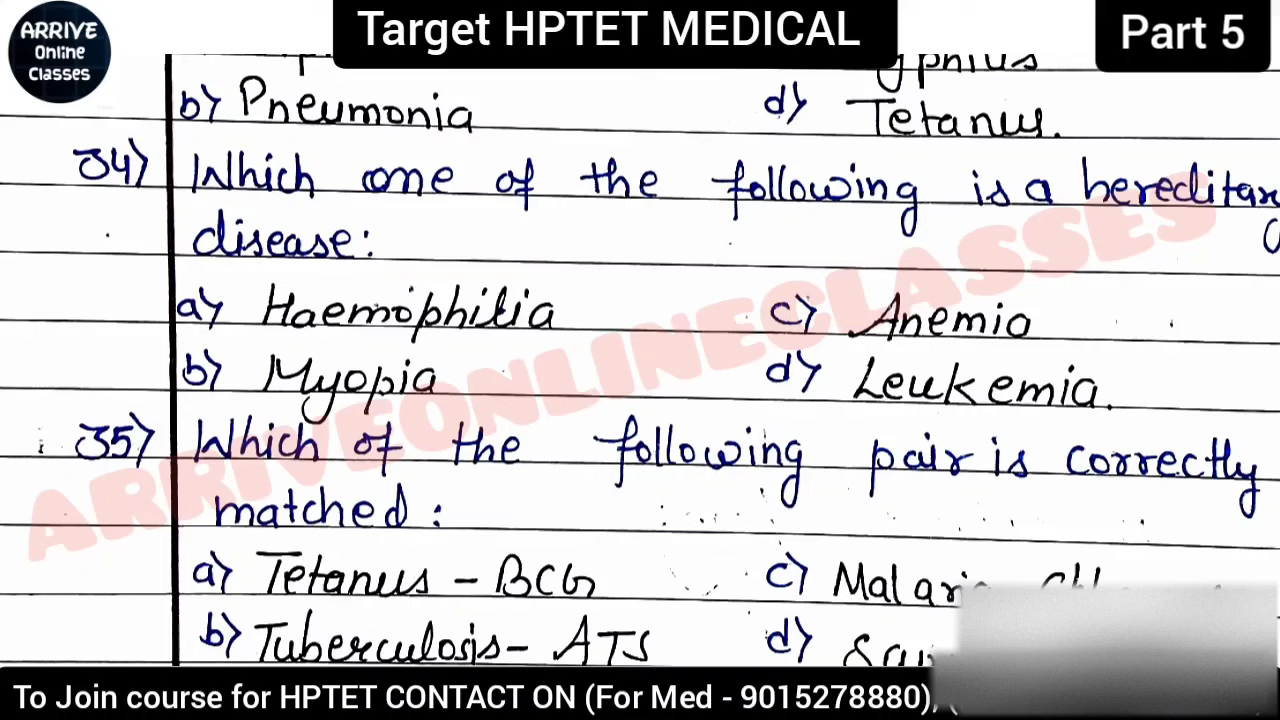 ARRIVE
Online
Classes
Target HPTET MEDICAL
Part 5
b) Pneumonia
d) Tetanus.
34) Which one of the following is a hereditary
disease:
a) Haemophilia
c) Anemia
b) Myopia
d) Leukemia.
35) Which of the following pair is correctly
matched:
a) Tetanus - BCG
c) Malaria
b) Tuberculosis - ATS
d)
ARRIVEONLINECLASSES
To Join course for HPTET CONTACT ON (For Med - 9015278880), (